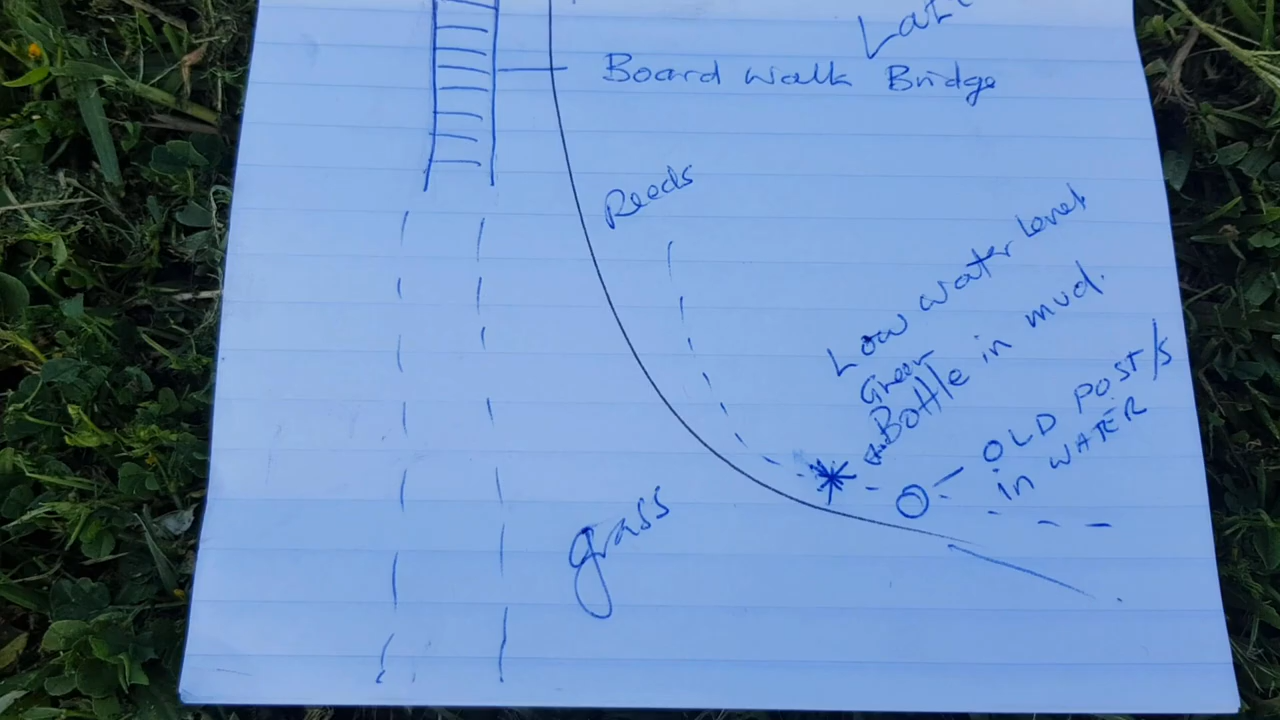 Board walk Bridge
Reeds
Low water level
Green
Bottle in mud.
OLD POST/S
in WATER
grass